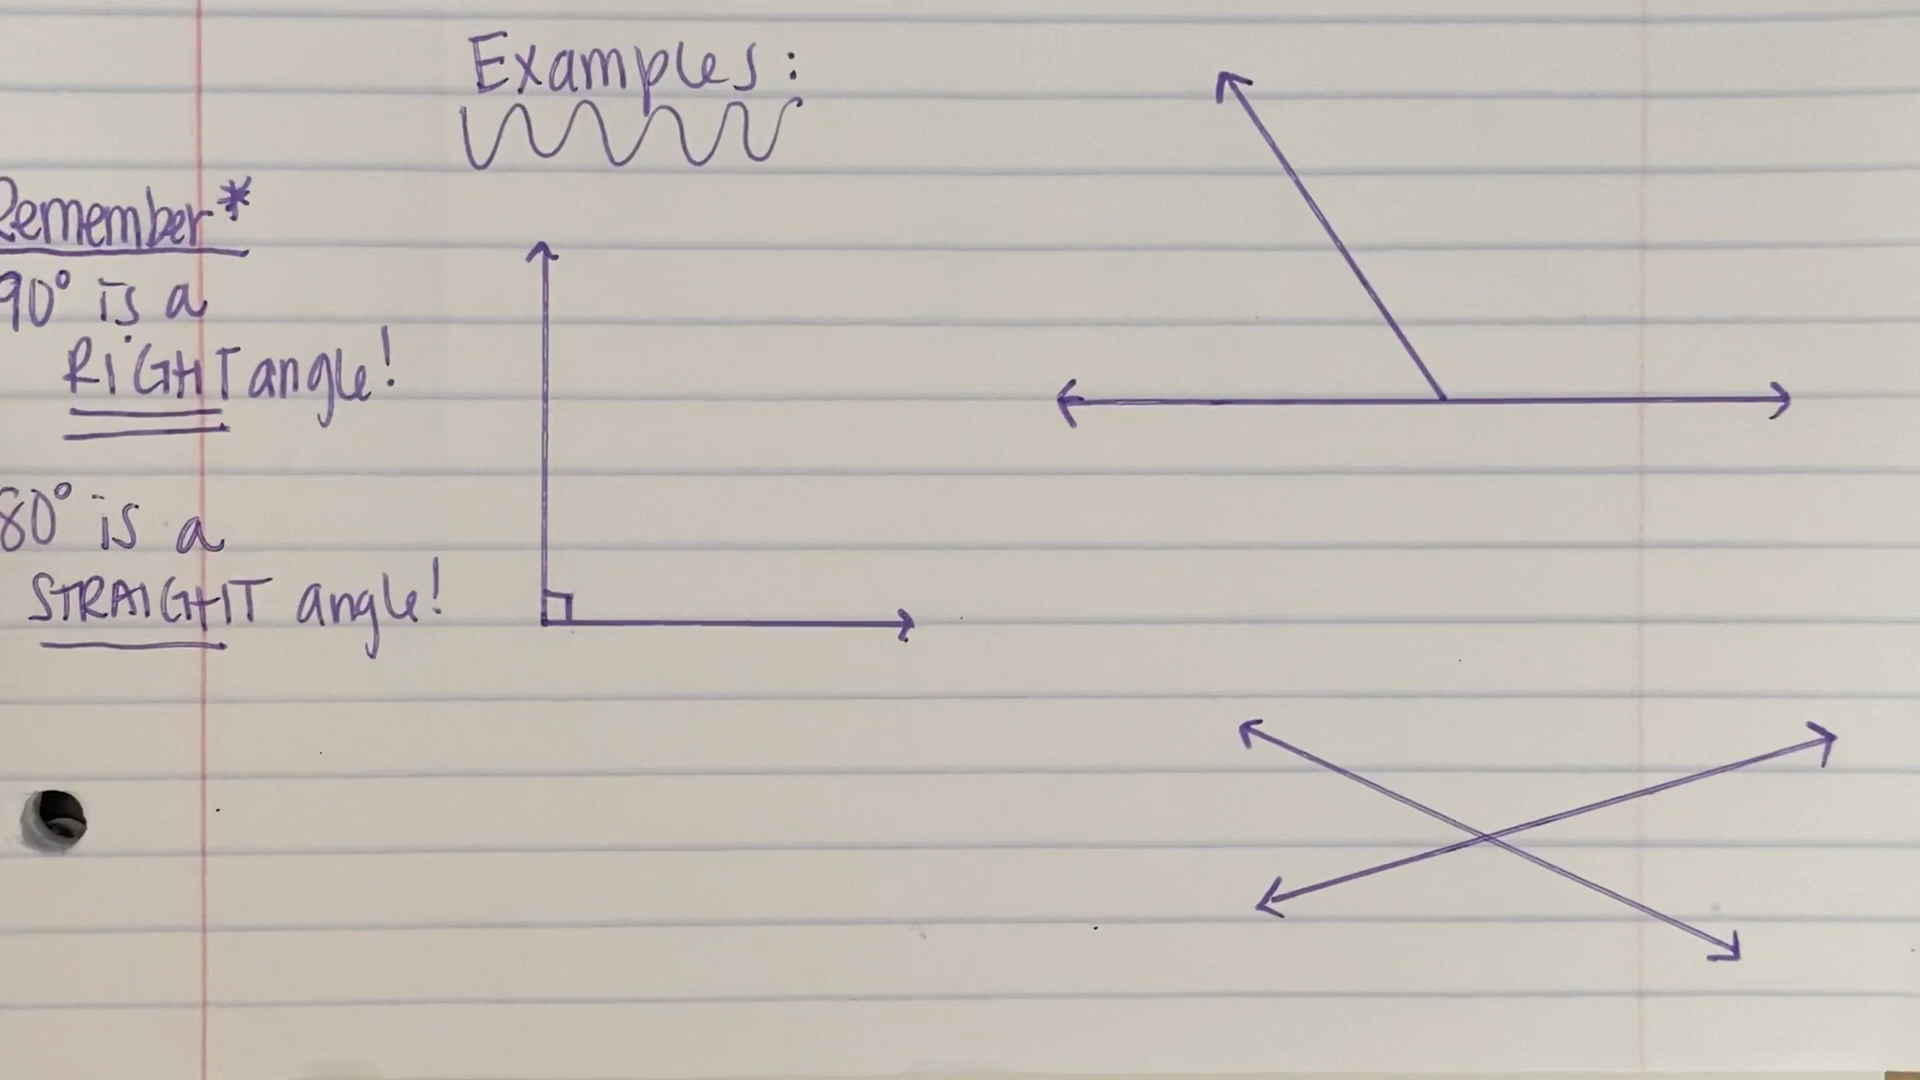 Examples:
Remember*
90° is a
RIGHT angle!
80° is a
STRAIGHT angle!